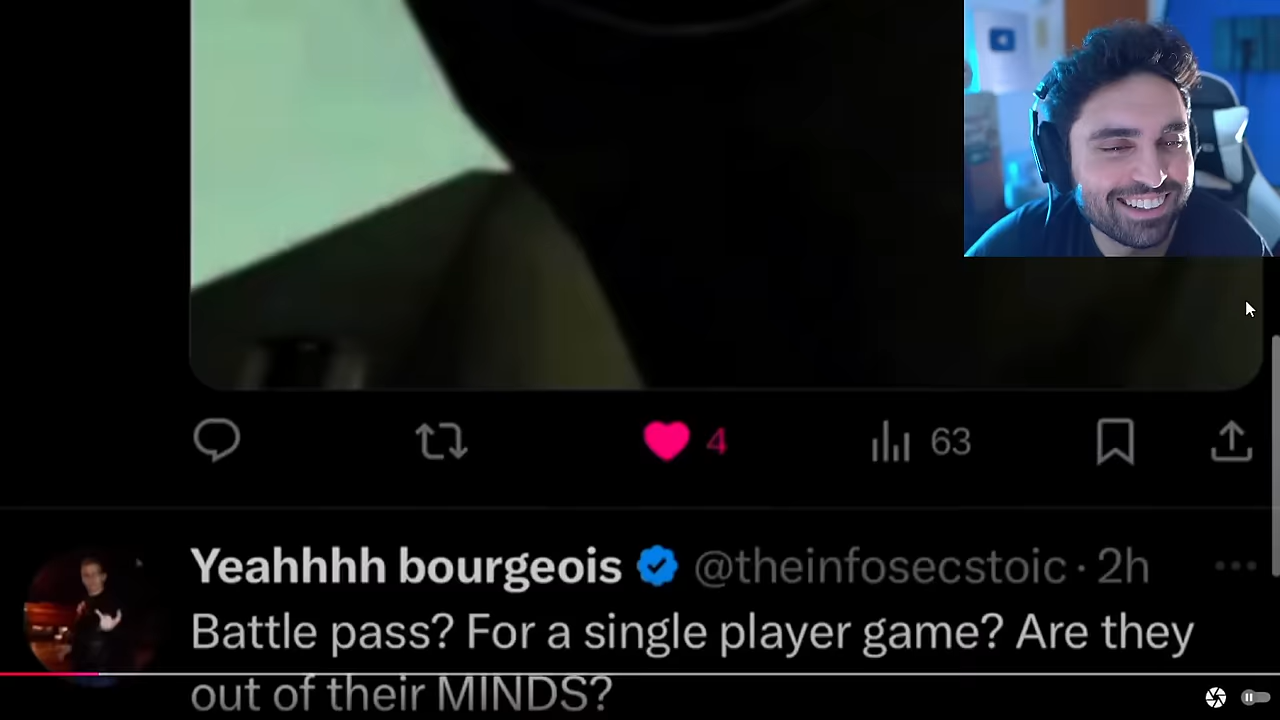 4
63
Yeahhhh bourgeois @theinfosecstoic · 2h
Battle pass? For a single player game? Are they
out of their MINDS?